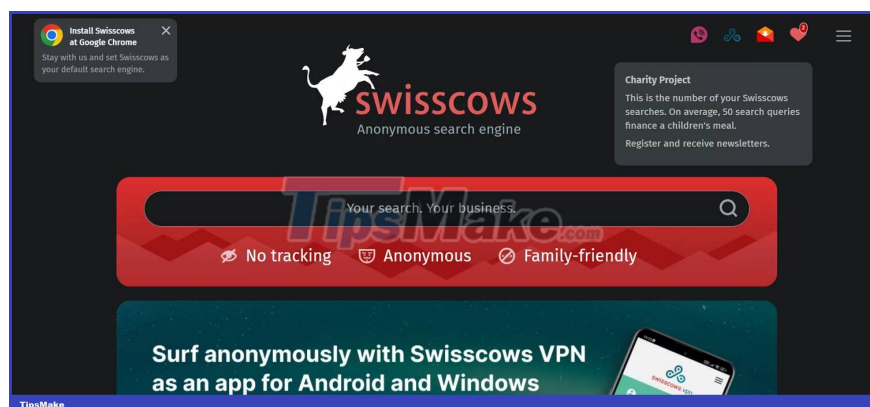 Install Swisscows
at Google Chrome
Stay with us and set Swisscows as
your default search engine.
2
swisscows
Anonymous search engine
Charity Project
This is the number of your Swisscows
searches. On average, 50 search queries
finance a children's meal.
Register and receive newsletters.
Your search. Your business.
TipsMake.com
No tracking
Anonymous
Family-friendly
Surf anonymously with Swisscows VPN
as an app for Android and Windows
swisscows.vpn
TipsMake